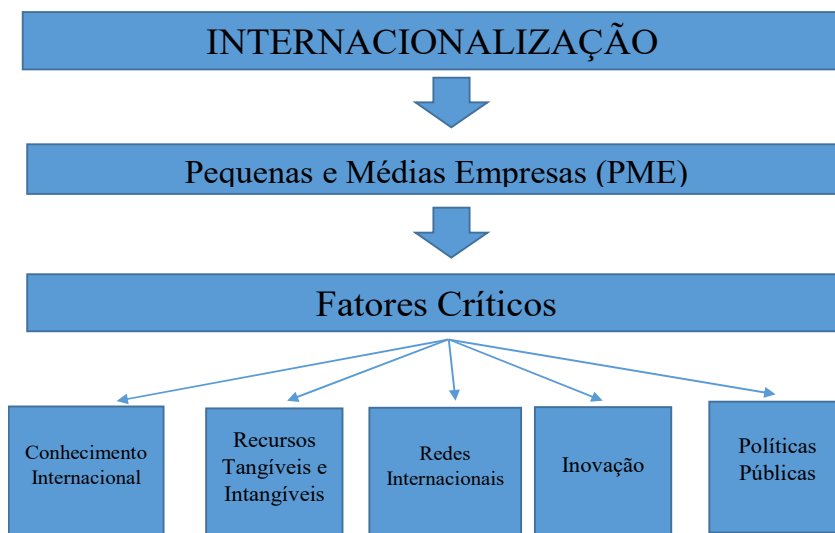 INTERNACIONALIZAÇÃO
Pequenas e Médias Empresas (PME)
Fatores Críticos
Conhecimento
Internacional
Recursos
Tangíveis e
Intangíveis
Redes
Internacionais
Inovação
Políticas
Públicas